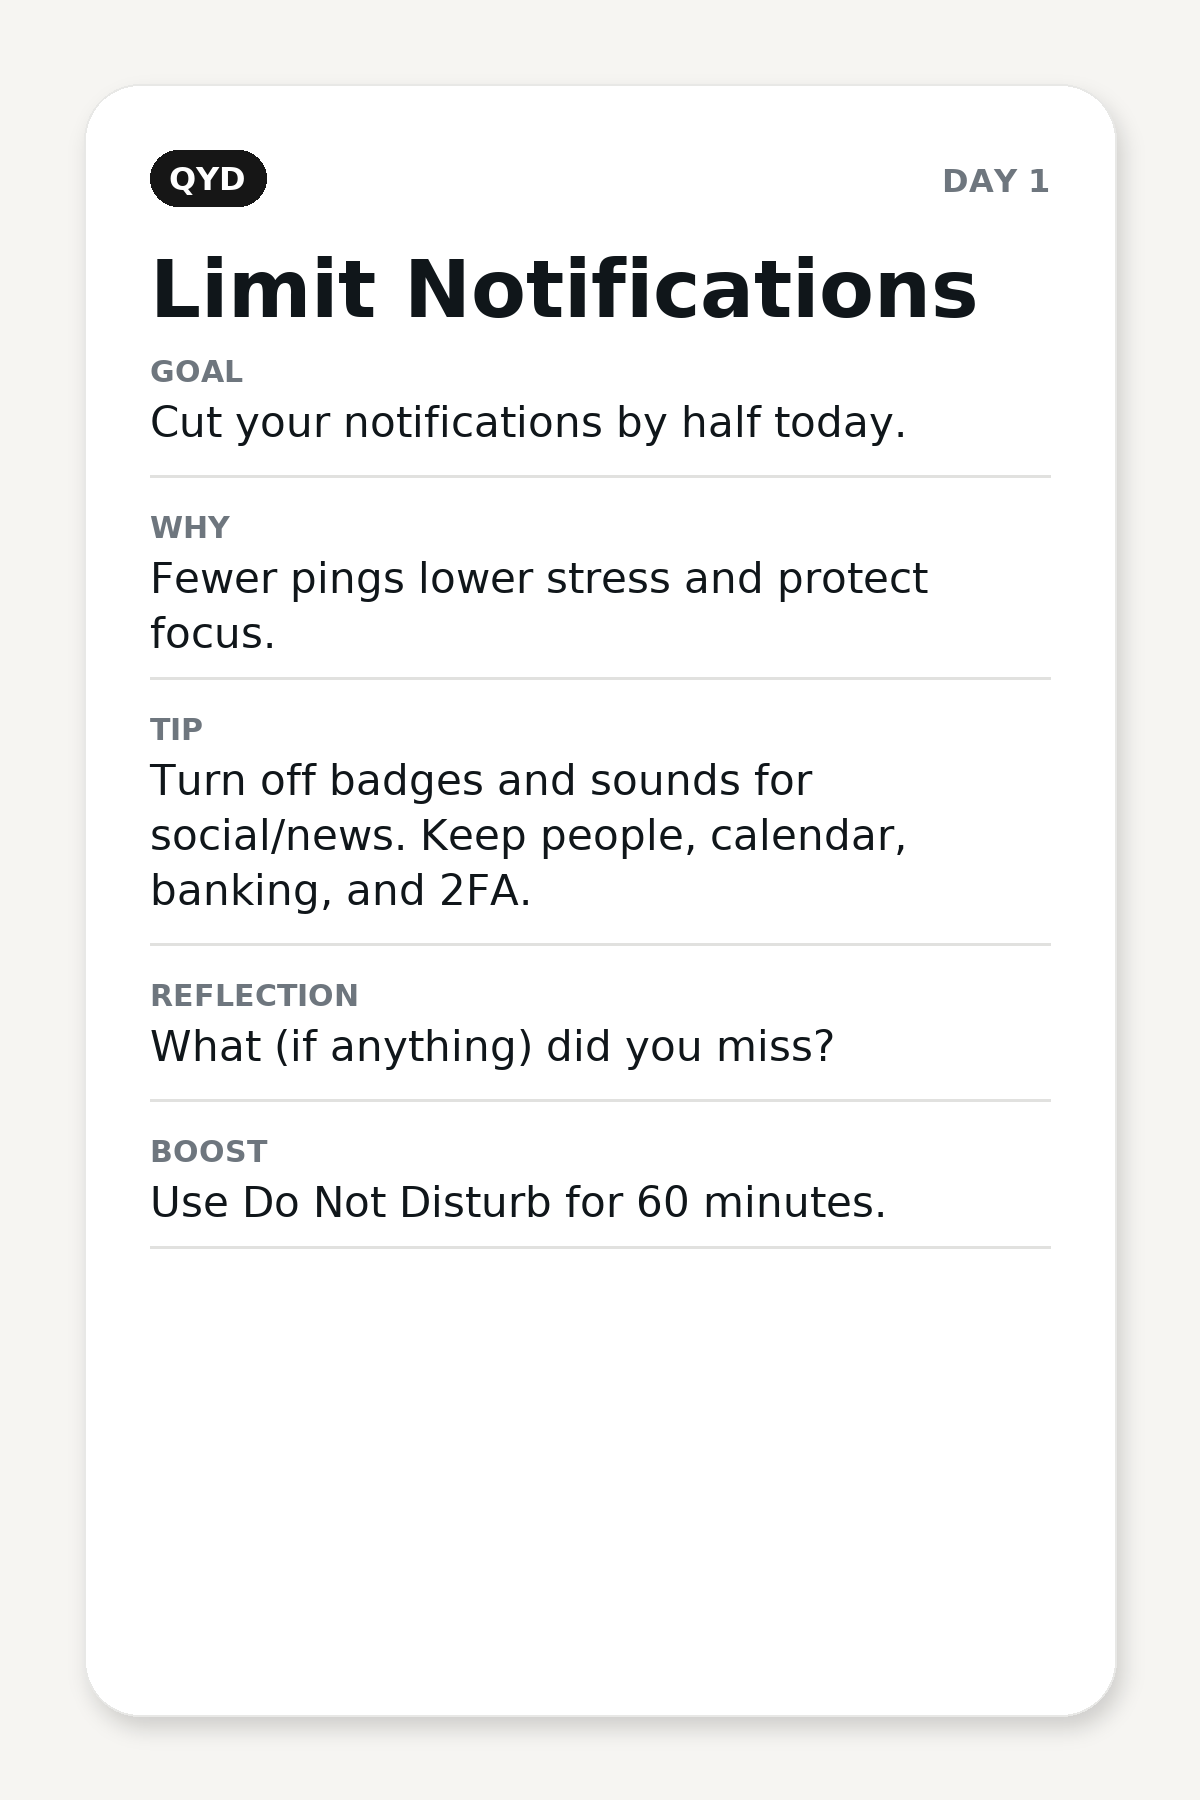 QYD
DAY 1
Limit Notifications
GOAL
Cut your notifications by half today.
WHY
Fewer pings lower stress and protect
focus.
TIP
Turn off badges and sounds for
social/news. Keep people, calendar,
banking, and 2FA.
REFLECTION
What (if anything) did you miss?
BOOST
Use Do Not Disturb for 60 minutes.